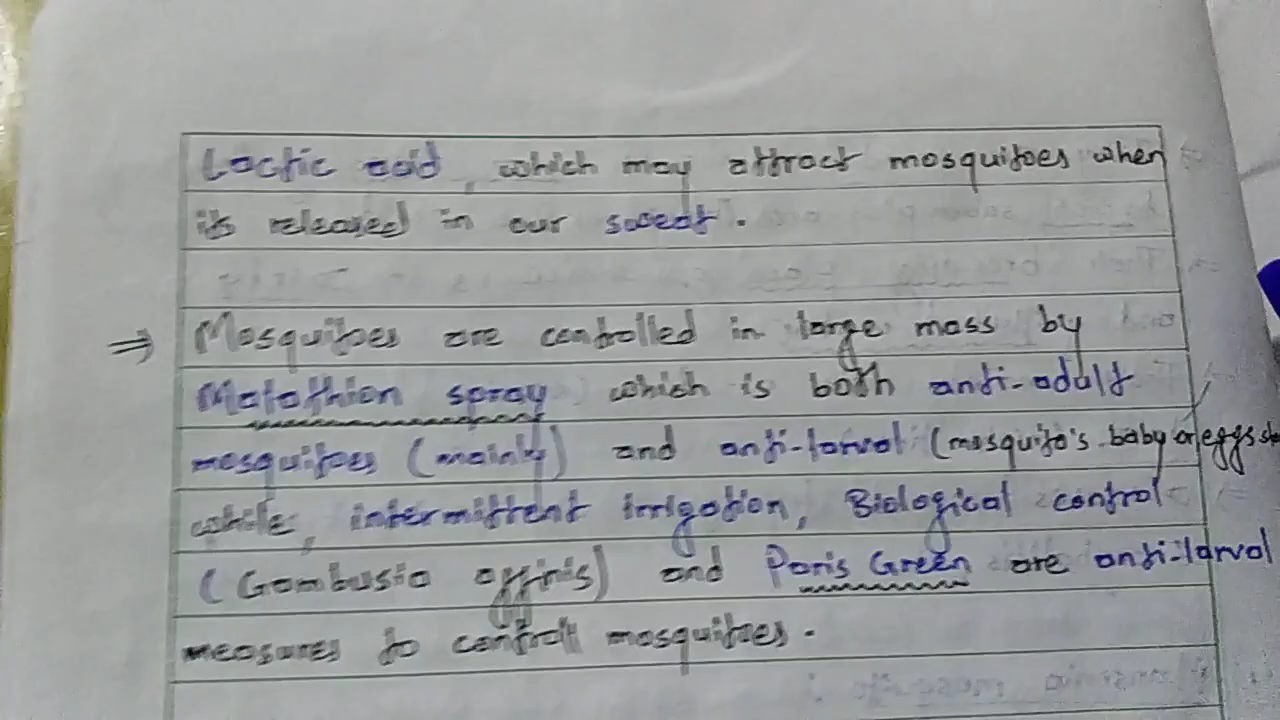 Lactic acid, which may attract mosquitoes when
it's released in our sweat.
⇒ Mosquitoes are controlled in large mass by
Malathion spray which is both anti-adult
mosquitoes (mainly) and anti-larval (mosquito's baby or eggs
while, intermittent irrigation, Biological control
(Gambusia affinis) and Paris Green are anti-larval
measures to control mosquitoes.